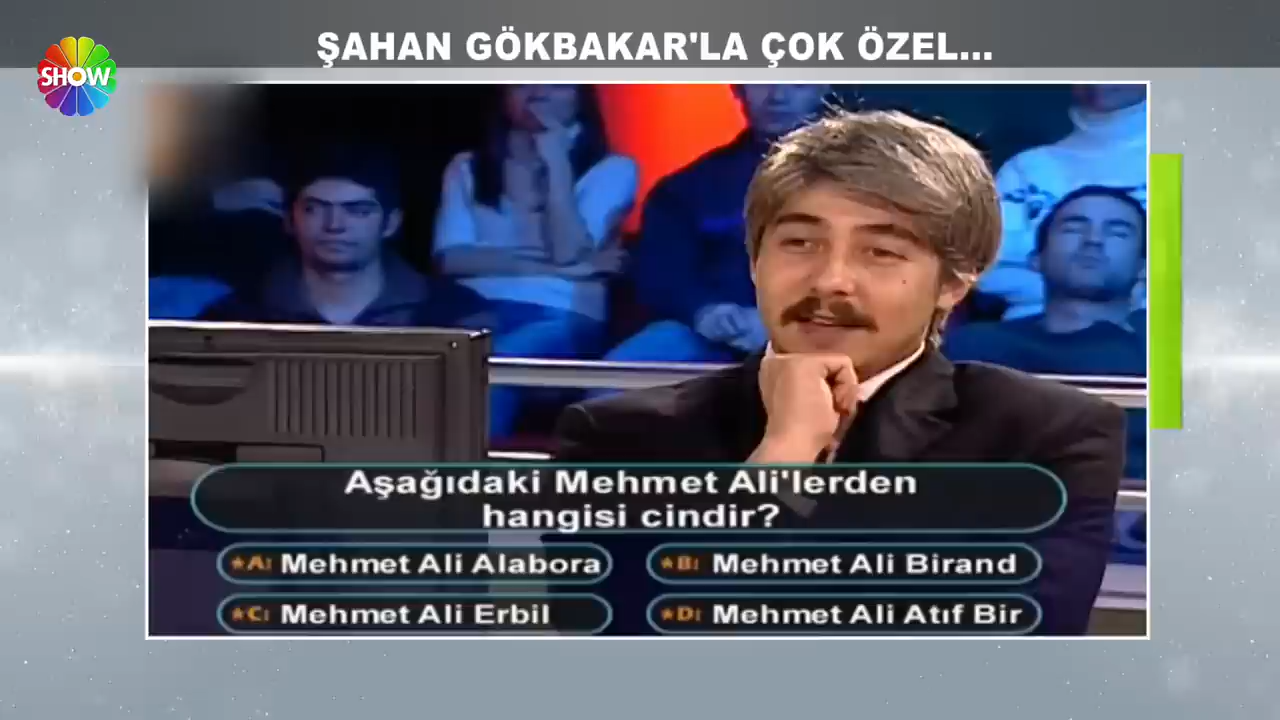 ŞAHAN GÖKBAKAR'LA ÇOK ÖZEL...
SHOW
Aşağıdaki Mehmet Ali'lerden
hangisi cindir?
A: Mehmet Ali Alabora
B: Mehmet Ali Birand
C: Mehmet Ali Erbil
D: Mehmet Ali Atıf Bir